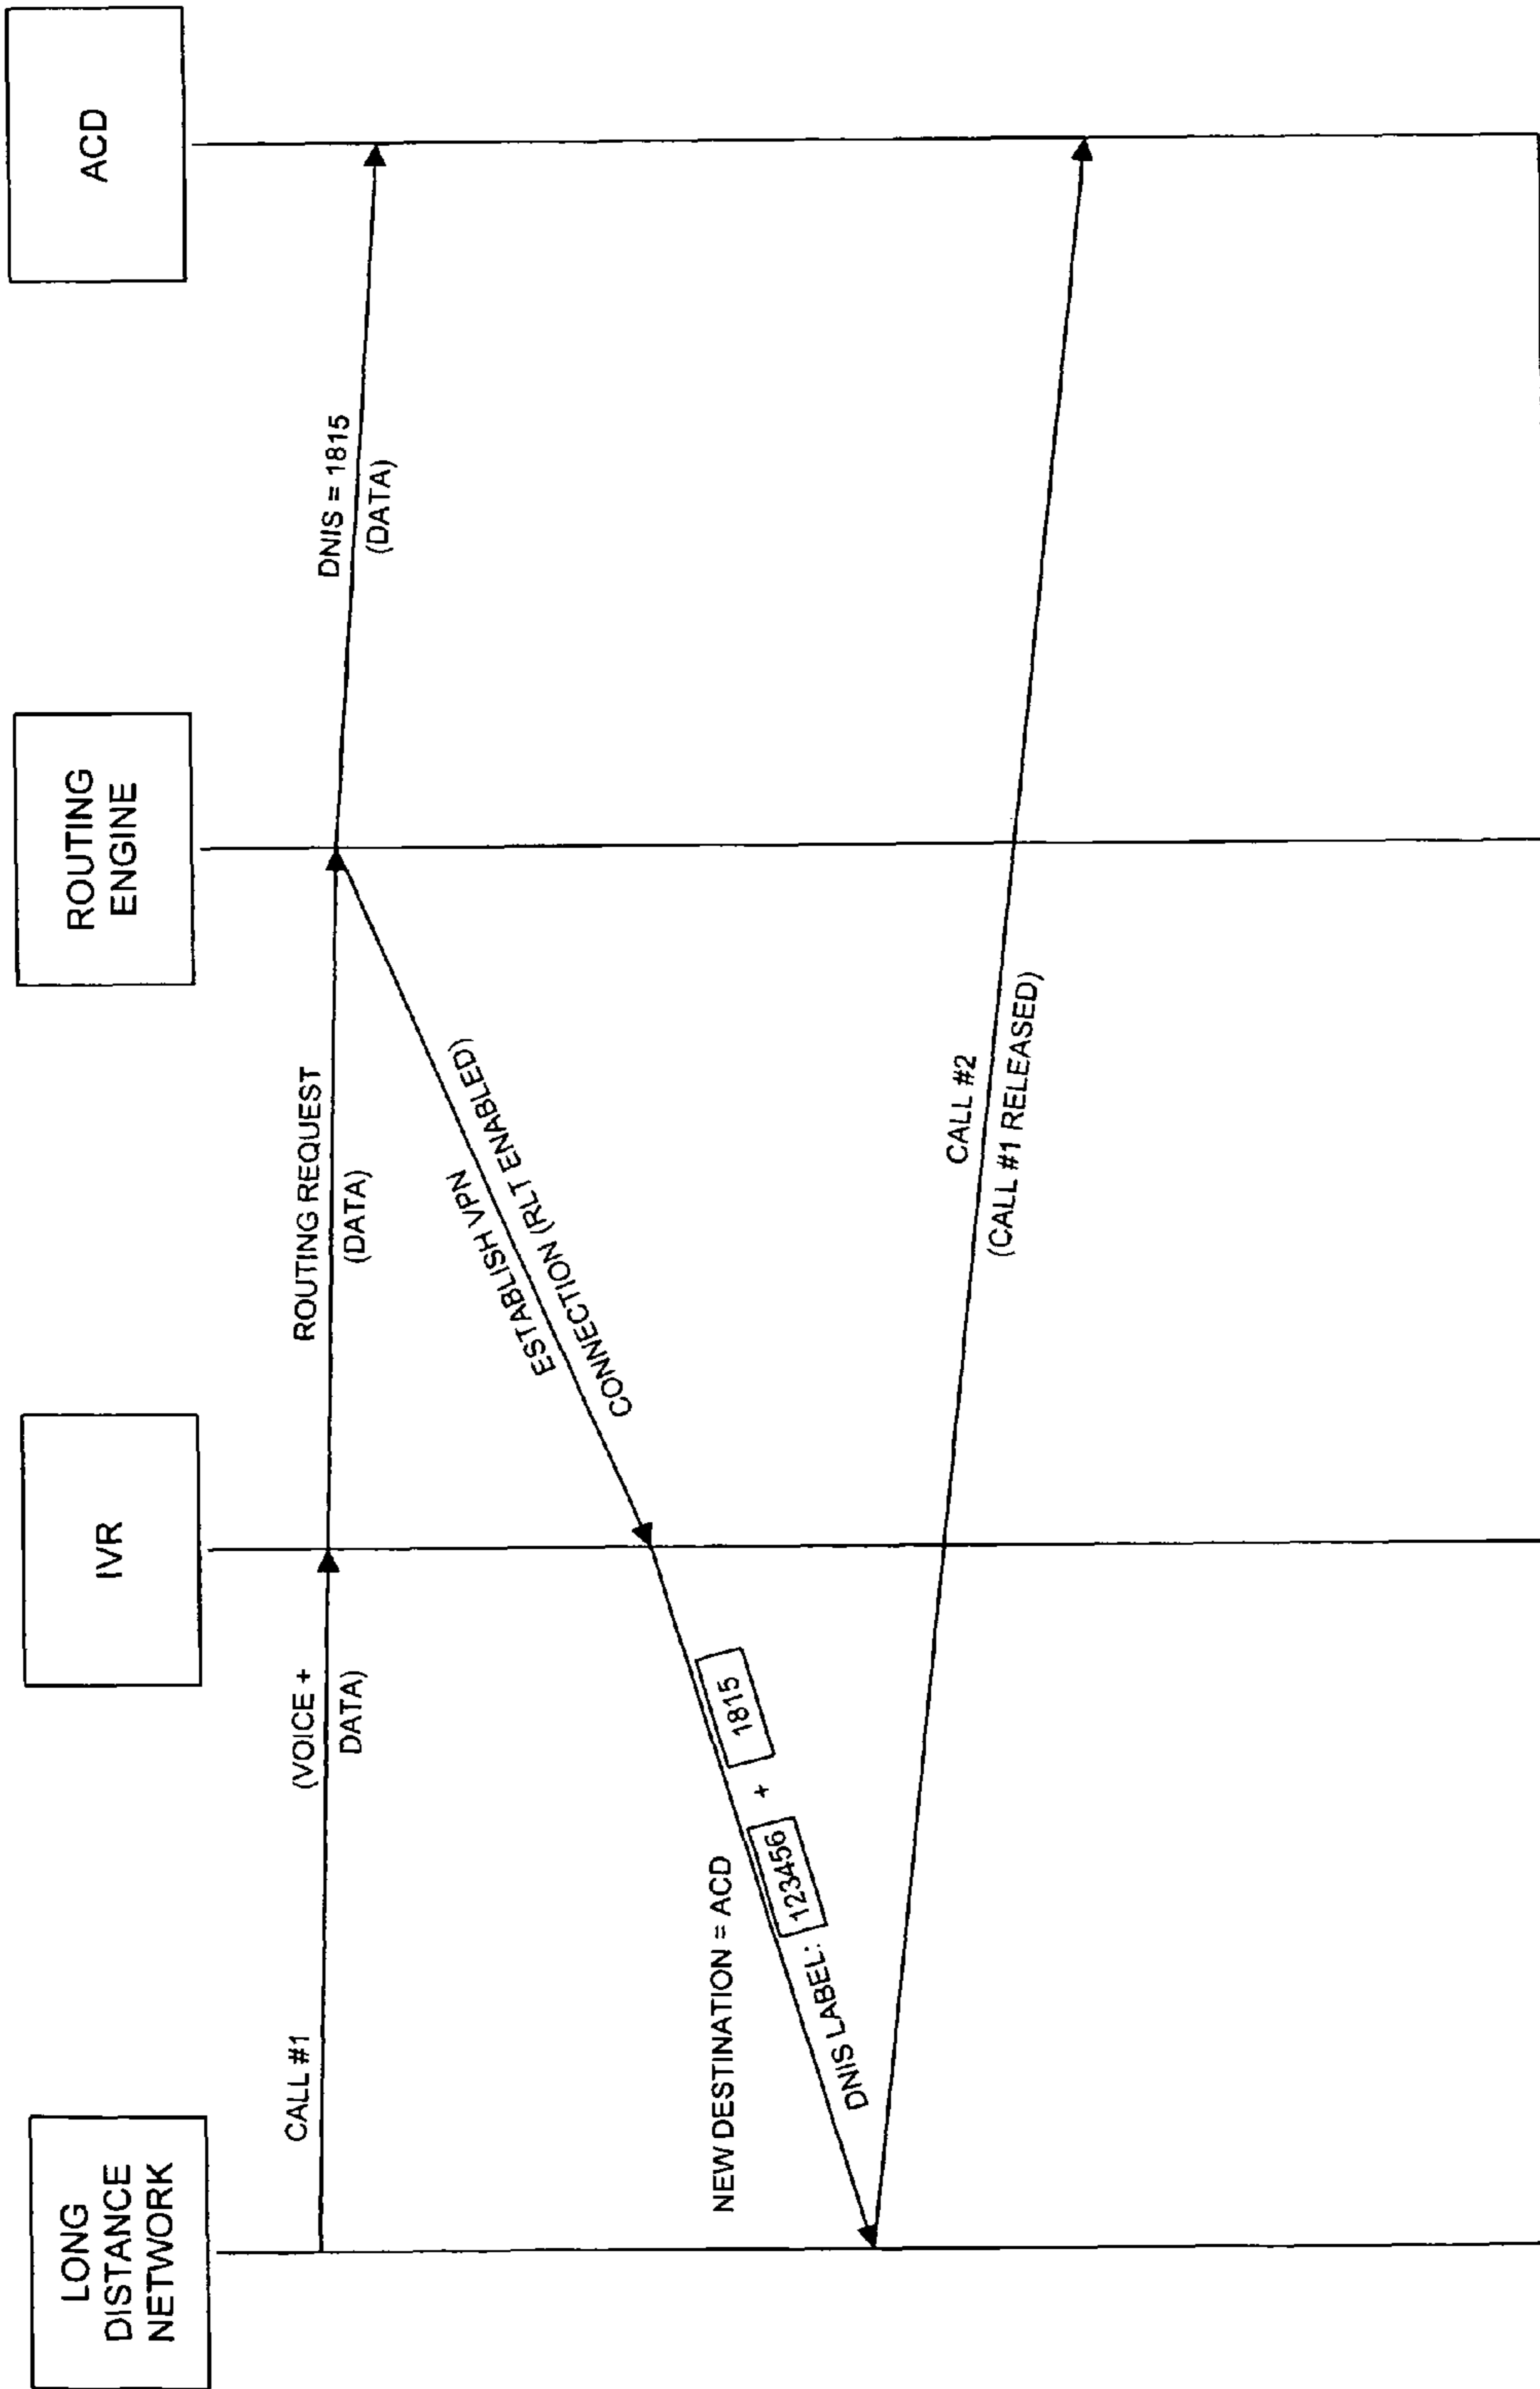 LONG
DISTANCE
NETWORK
IVR
ROUTING
ENGINE
ACD
CALL #1
(VOICE +
DATA)
ROUTING REQUEST
(DATA)
DNIS = 1815
(DATA)
ESTABLISH VPN
CONNECTION (RLT ENABLED)
NEW DESTINATION = ACD
DNIS LABEL: 123456 + 1815
CALL #2
(CALL #1 RELEASED)